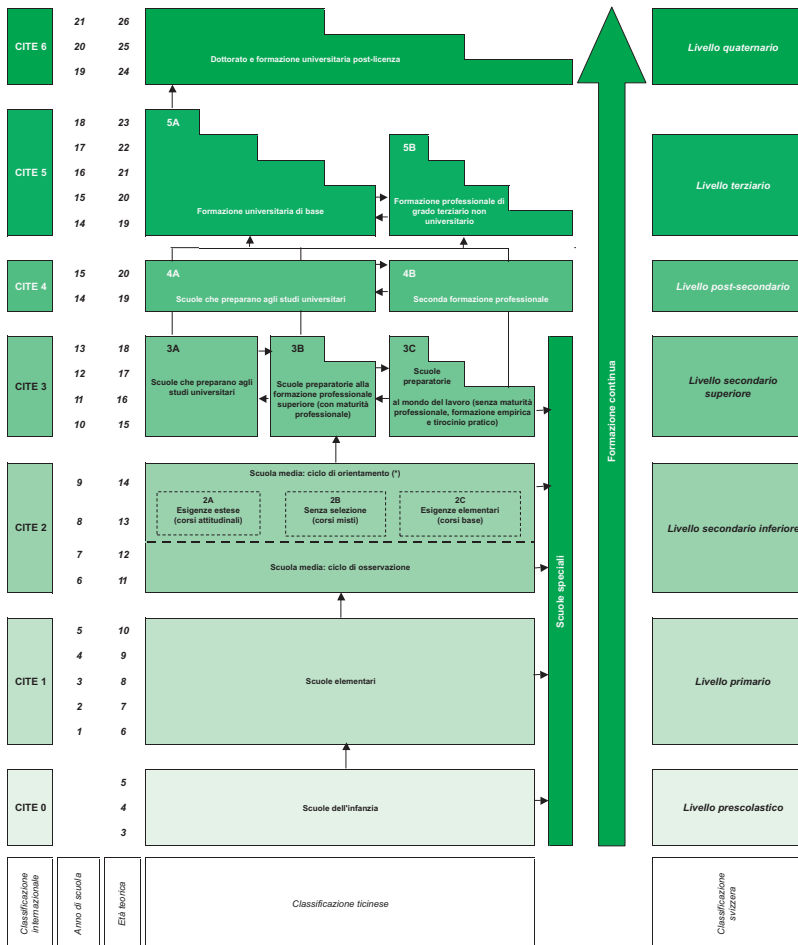 21 26
CITE 6 20 25 Dottorato e formazione universitaria post-licenza Livello quaternario
19 24
18 23 5A
17 22 5B
CITE 5 16 21 Livello terziario
15 20 Formazione universitaria di base
14 19
Formazione professionale di
grado terziario non
universitario
15 20 4A 4B
CITE 4 Livello post-secondario
14 19 Scuole che preparano agli studi universitari Seconda formazione professionale
13 18 3A 3B 3C
12 17
CITE 3
11 16
10 15
Scuole che preparano agli
studi universitari
Scuole preparatorie alla
formazione professionale
superiore (con maturità
professionale)
Scuole
preparatorie
al mondo del lavoro (senza maturità
professionale, formazione empirica
e tirocinio pratico)
Livello secondario
superiore
Formazione continua
Scuola media: ciclo di orientamento (*)
9 14
CITE 2
8 13
2A
Esigenze estese
(corsi attitudinali)
2B
Senza selezione
(corsi misti)
2C
Esigenze elementari
(corsi base)
Livello secondario inferiore
7 12
6 11
Scuola media: ciclo di osservazione
Scuole speciali
5 10
4 9
CITE 1 3 8 Scuole elementari Livello primario
2 7
1 6
5
CITE 0 4 Scuole dell'infanzia Livello prescolastico
3
Classificazione
internazionale
Anno di scuola
Età teorica
Classificazione ticinese
Classificazione
svizzera